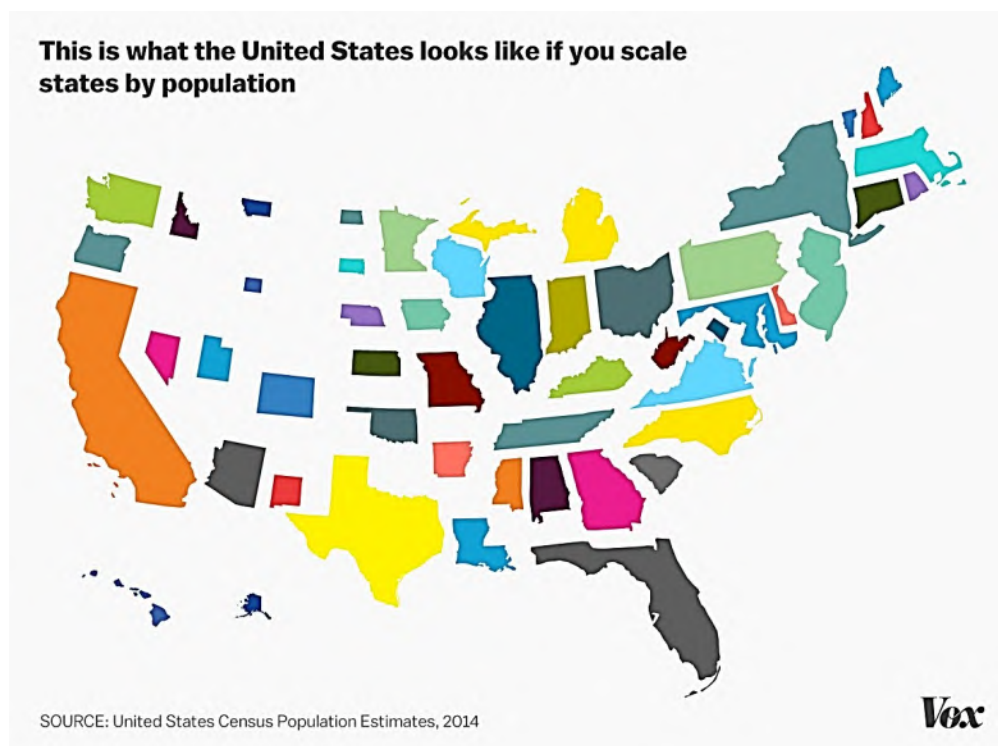 This is what the United States looks like if you scale
states by population
SOURCE: United States Census Population Estimates, 2014
Vox